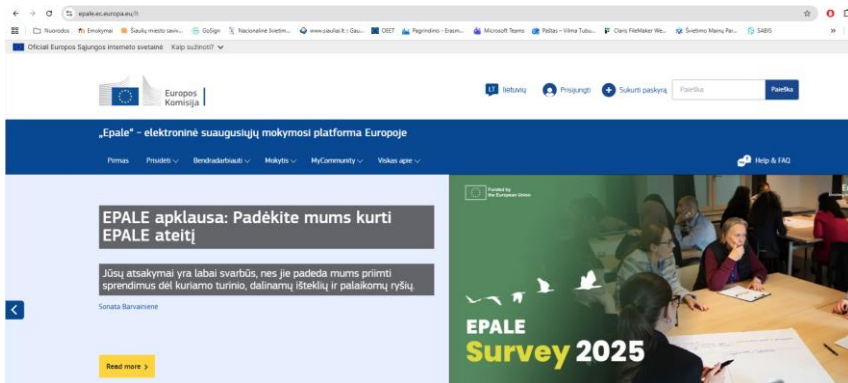 epale.ec.europa.eu/lt
Nuorodos Emokymai Šiaulių miesto saviv... GoSign Nacionalinė švietim... www.siauliai.lt :: Gau... OEET Pagrindinio - Erasm... Microsoft Teams Paštas – Vilma Tubu... Claris FileMaker We... Švietimo Mainų Par... SABIS
Oficiali Europos Sąjungos interneto svetainė Kaip sužinoti?
Europos
Komisija
LT lietuvių Prisijungti Sukurti paskyrą Paieška Paieška
„Epale“ – elektroninė suaugusiųjų mokymosi platforma Europoje
Pirmas Prisidėti Bendradarbiauti Mokytis MyCommunity Viskas apie Help & FAQ
Funded by
the European Union
EPALE apklausa: Padėkite mums kurti
EPALE ateitį
Jūsų atsakymai yra labai svarbūs, nes jie padeda mums priimti
sprendimus dėl kuriamo turinio, dalinamų išteklių ir palaikomų ryšių.
Sonata Barvainienė
Read more >
EPALE
Survey 2025